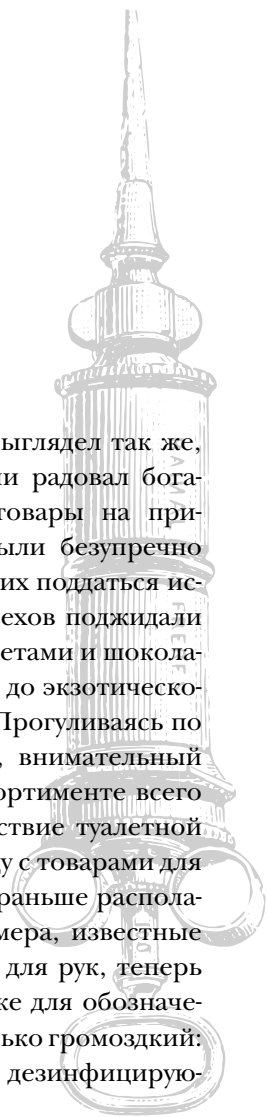 ыглядел так же,
ли радовал бога-
товары на при-
ыли безупречно
их поддаться ис-
ехов поджидали
етами и шокола-
до экзотическо-
Прогуливаясь по
, внимательный
ортименте всего
ствие туалетной
у с товарами для
раньше распола-
мера, известные
для рук, теперь
ке для обозначе-
ько громоздкий:
дезинфицирую-